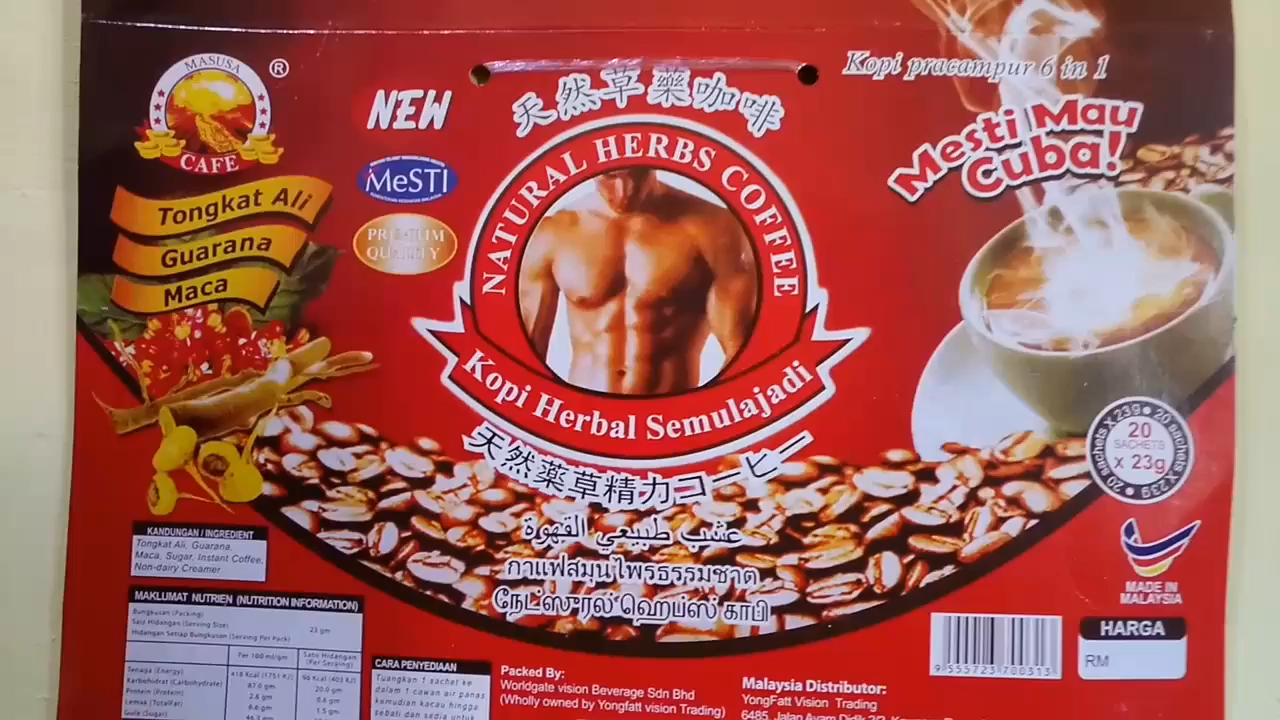 MASUSA
CAFE
®
Tongkat Ali
Guarana
Maca
NEW
MeSTI
PREMIUM
QUALITY
天然草藥咖啡
NATURAL HERBS COFFEE
Kopi Herbal Semulajadi
天然薬草精力コーヒー
عشب طبيعي القهوة
กาแฟสมุนไพรธรรมชาต
நேட்ஸுரல் ஹெப்ஸ் காபி
Kopi pracampur 6 in 1
Mesti Mau
Cuba!
20 sachets X 23g
20
SACHETS
x 23g
MADE IN
MALAYSIA
HARGA
RM
9 555723 700313
KANDUNGAN / INGREDIENT
Tongkat Ali, Guarana,
Maca, Sugar, Instant Coffee,
Non-dairy Creamer
MAKLUMAT NUTRIEN (NUTRITION INFORMATION)
Bungkusan (Packing)
Saiz Hidangan (Serving Size) 23 gm
Hidangan Setiap Bungkusan (Serving Per Pack)
Per 100 ml/gm Satu Hidangan
(Per Serving)
Tenaga (Energy) 418 Kcal (1751 KJ) 96 Kcal (403 KJ)
Karbohidrat (Carbohydrate) 87.0 gm 20.0 gm
Protein (Protein) 2.6 gm 0.6 gm
Lemak (Total Fat) 6.6 gm 1.5 gm
Gula (Sugar)
CARA PENYEDIAAN
Tuangkan 1 sachet ke
dalam 1 cawan air panas
kemudian kacau hingga
sebati dan sedia untuk
Packed By:
Worldgate vision Beverage Sdn Bhd
(Wholly owned by Yongfatt vision Trading)
Malaysia Distributor:
YongFatt Vision Trading
6485, Jalan Ayam Didik 2/2,